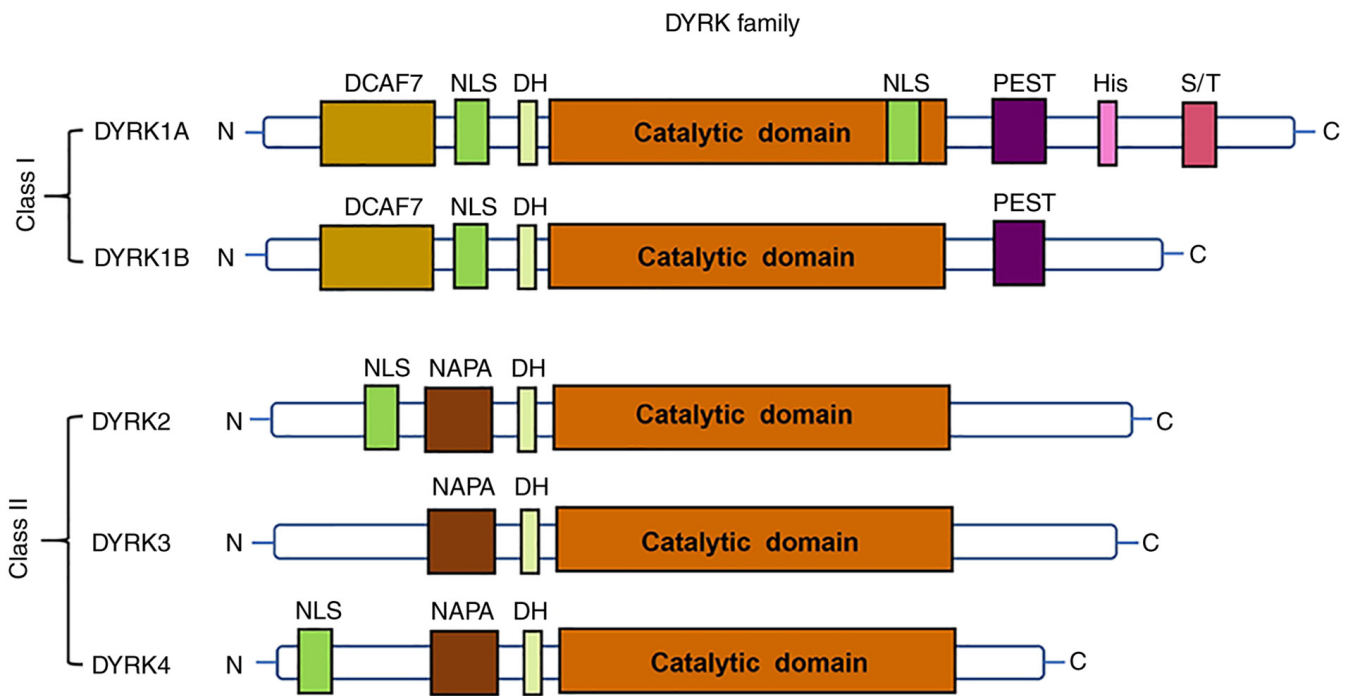 DYRK family
DCAF7 NLS DH NLS PEST His S/T
Class I
DYRK1A N Catalytic domain C
DCAF7 NLS DH PEST
DYRK1B N Catalytic domain C
NLS NAPA DH
Class II
DYRK2 N Catalytic domain C
NAPA DH
DYRK3 N Catalytic domain C
NLS NAPA DH
DYRK4 N Catalytic domain C